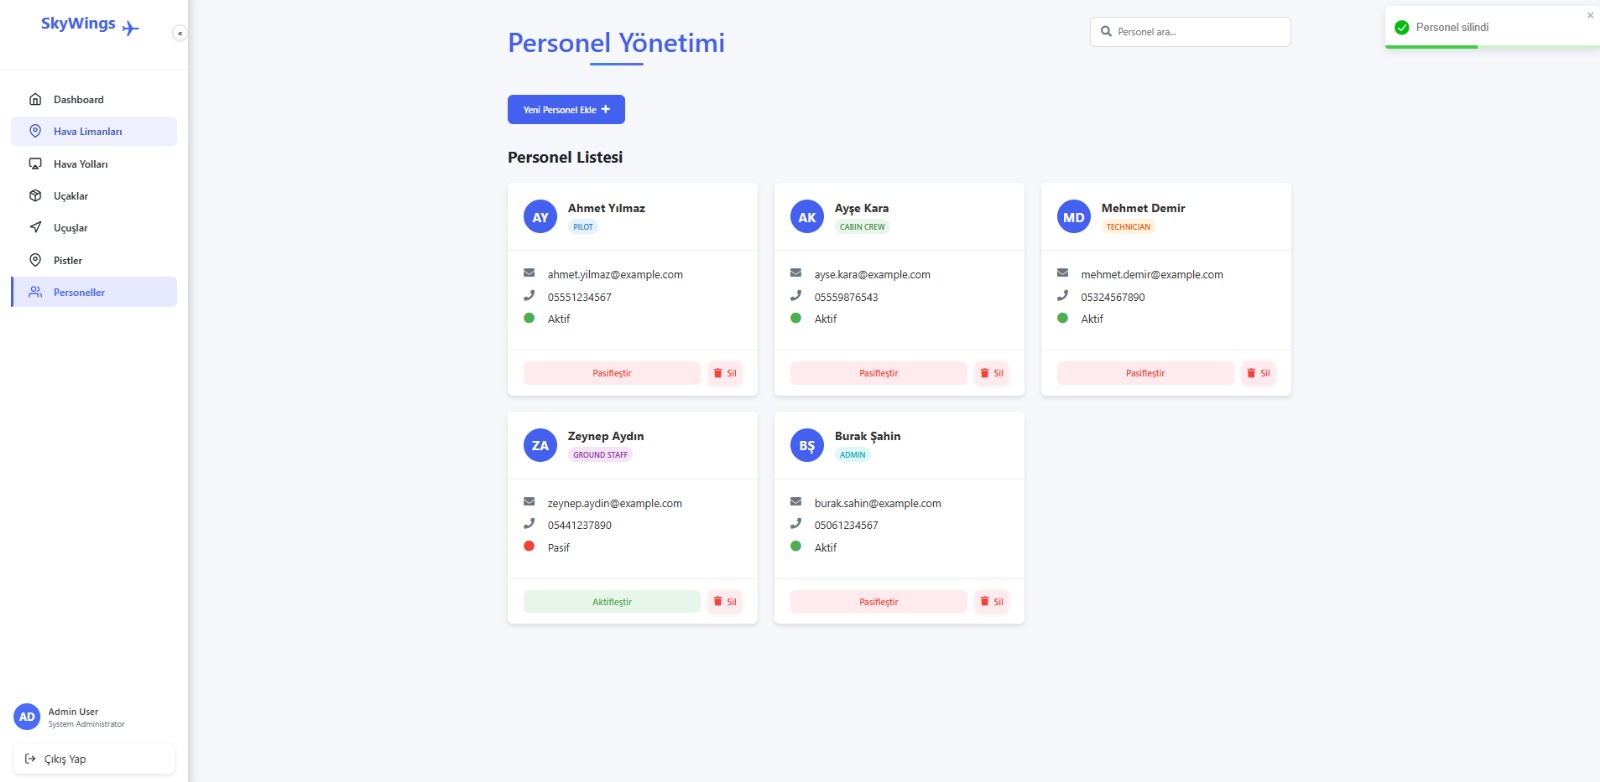 SkyWings
«
Dashboard
Hava Limanları
Hava Yolları
Uçaklar
Uçuşlar
Pistler
Personeller
AD
Admin User
System Administrator
Çıkış Yap
Personel Yönetimi
Personel ara...
Personel silindi
Yeni Personel Ekle
Personel Listesi
AY
Ahmet Yılmaz
PILOT
ahmet.yilmaz@example.com
05551234567
Aktif
Pasifleştir
Sil
AK
Ayşe Kara
CABIN CREW
ayse.kara@example.com
05559876543
Aktif
Pasifleştir
Sil
MD
Mehmet Demir
TECHNICIAN
mehmet.demir@example.com
05324567890
Aktif
Pasifleştir
Sil
ZA
Zeynep Aydın
GROUND STAFF
zeynep.aydin@example.com
05441237890
Pasif
Aktifleştir
Sil
BŞ
Burak Şahin
ADMIN
burak.sahin@example.com
05061234567
Aktif
Pasifleştir
Sil